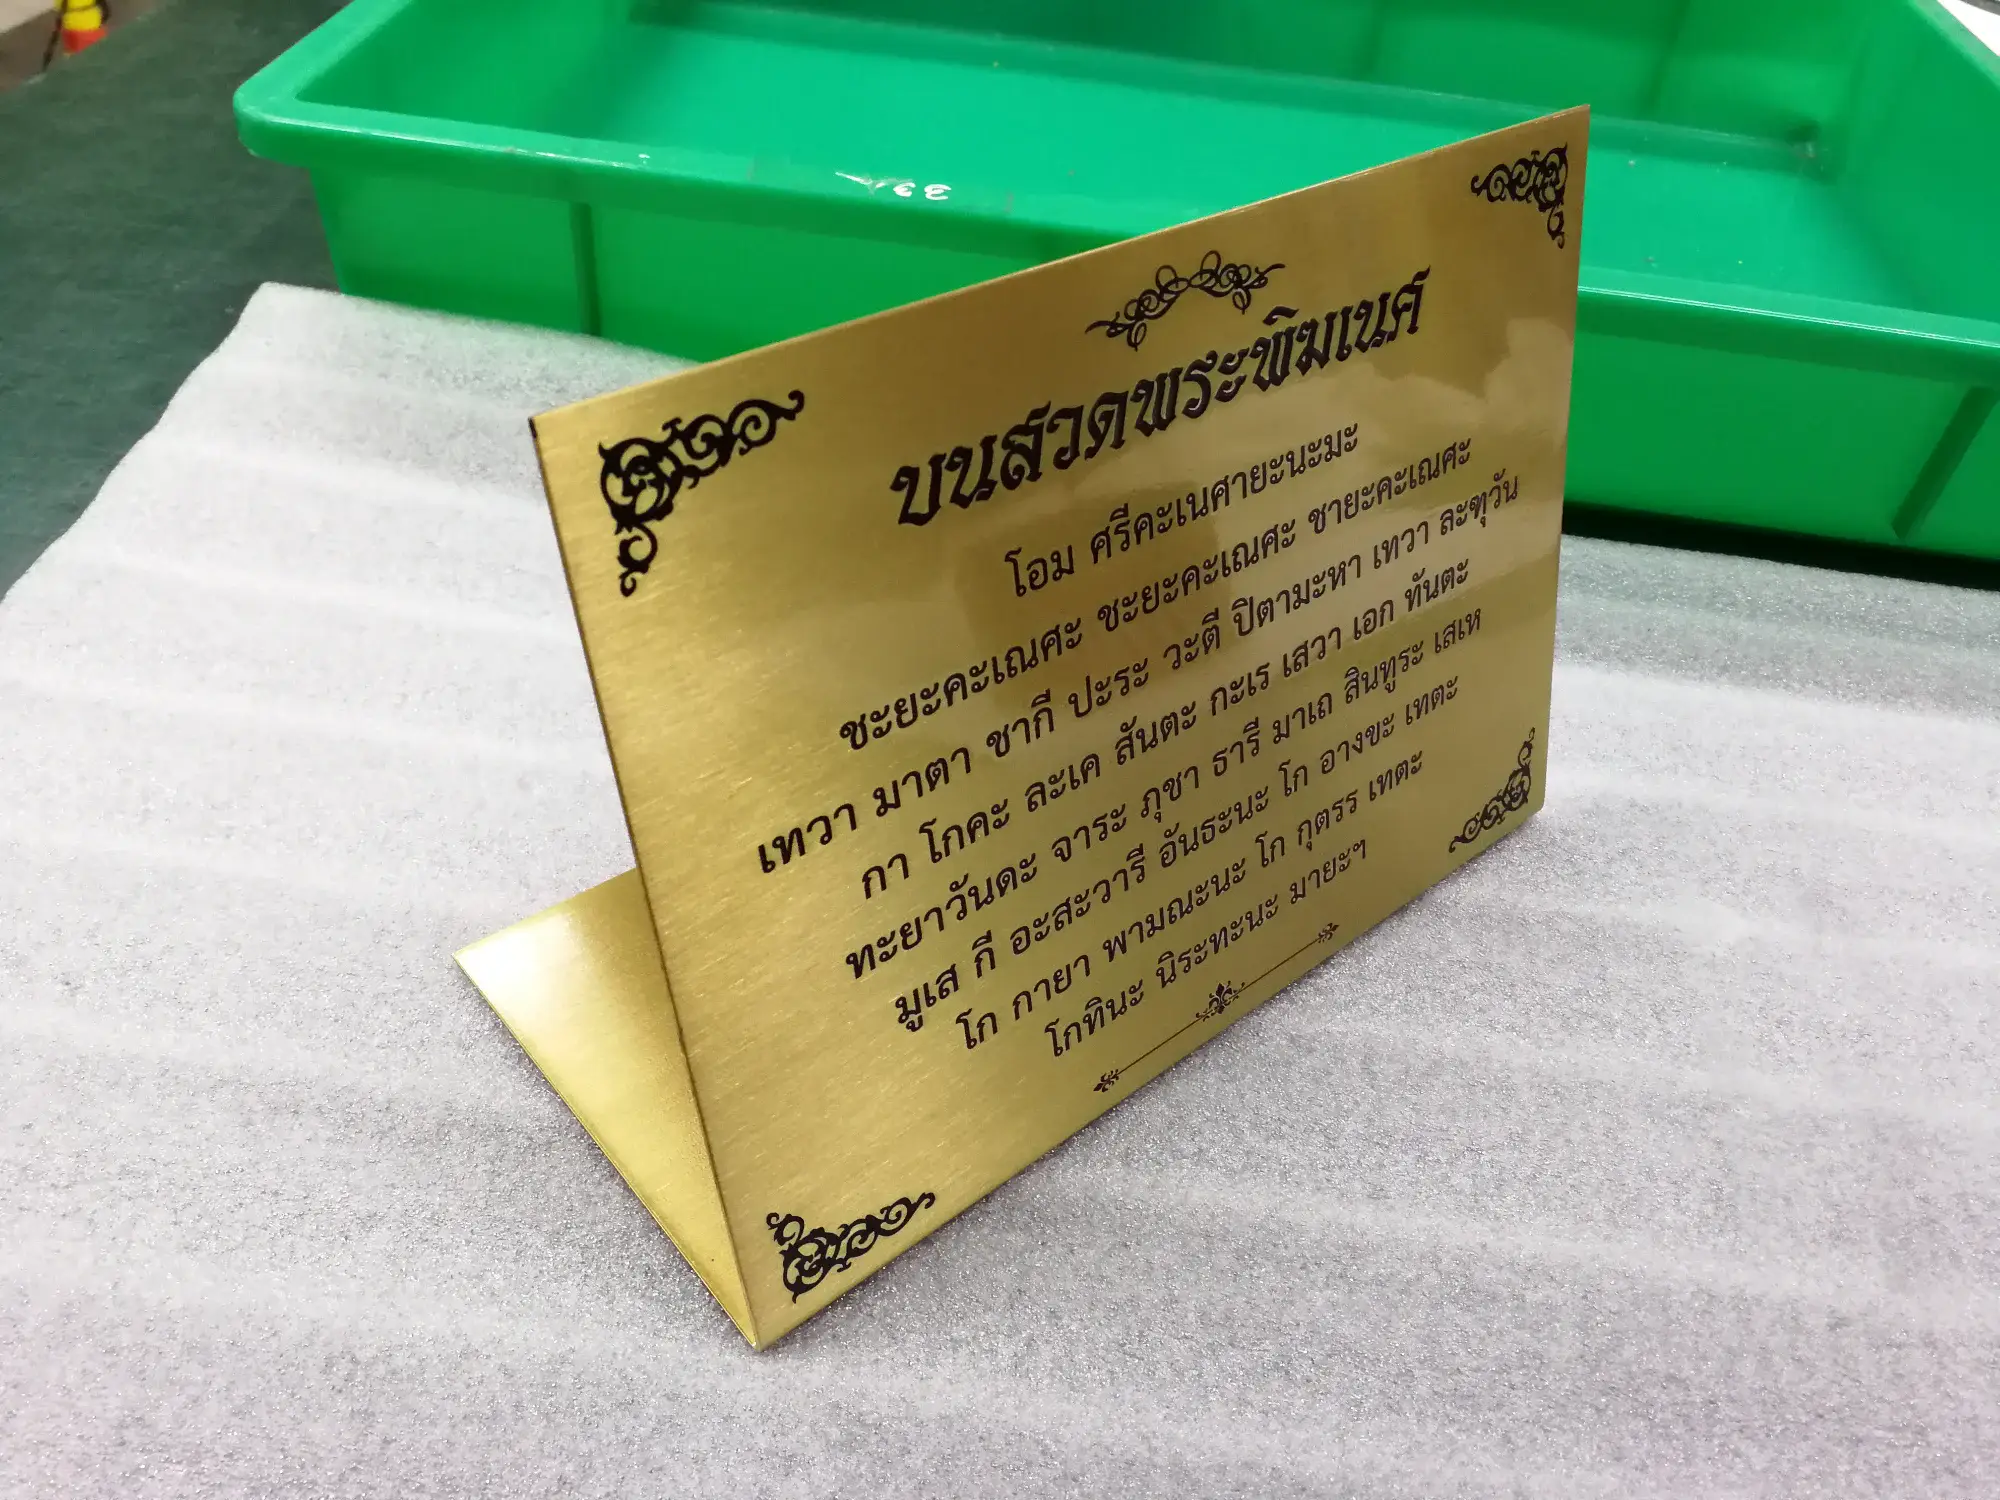 บนสวดพระพิฆเนศ
โอม ศรีคะเนศายะนะมะ
ชะยะคะเณศะ ชะยะคะเณศะ ชายะคะเณศะ
เทวา มาตา ชากี ปะระ วะตี ปิตามะหา เทวา ละฑุวัน
กา โกคะ ละเค สันตะ กะเร เสวา เอก ทันตะ
ทะยาวันดะ จาระ ภุชา ธารี มาเถ สินทูระ เสเห
มูเส กี อะสะวารี อันธะนะ โก อางขะ เทตะ
โก กายา พามณะนะ โก กุตรร เทตะ
โกทินะ นิระทะนะ มายะฯ
33